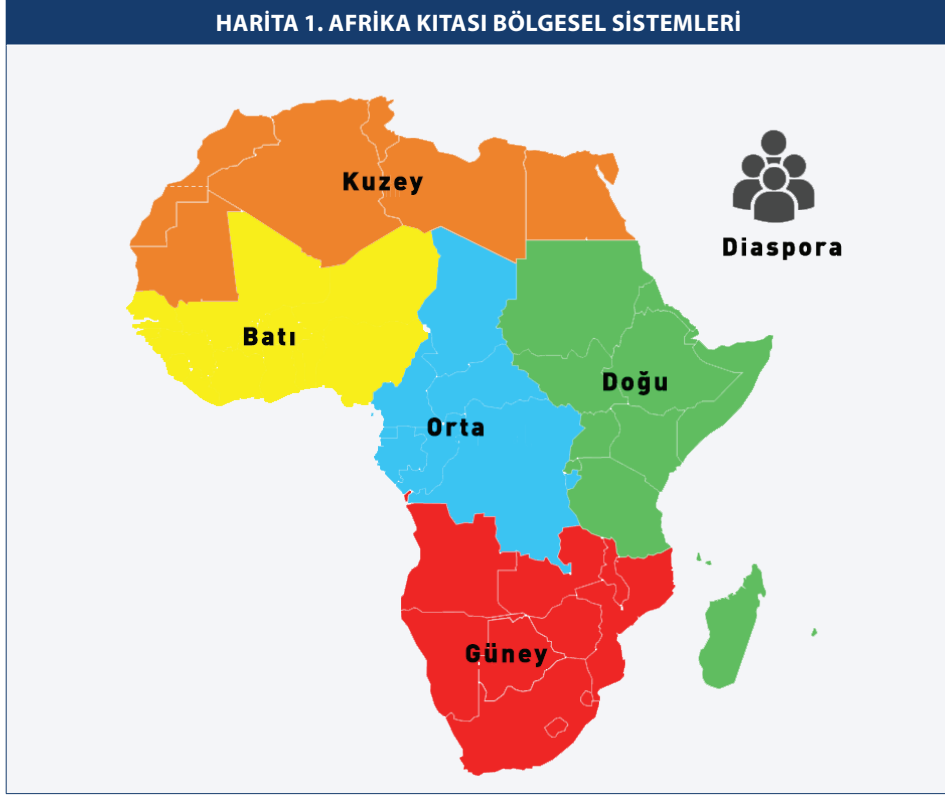 HARİTA 1. AFRİKA KITASI BÖLGESEL SİSTEMLERİ
Kuzey
Diaspora
Batı
Doğu
Orta
Güney